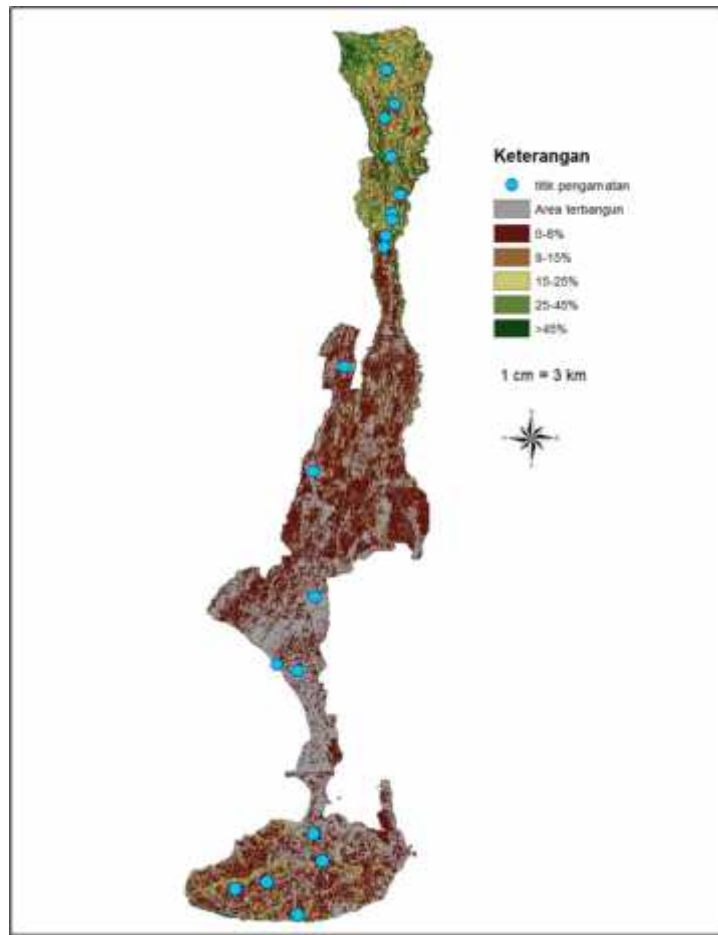 Keterangan
titik pengamatan
Area terbangun
0-8%
8-15%
15-25%
25-45%
>45%
1 cm = 3 km